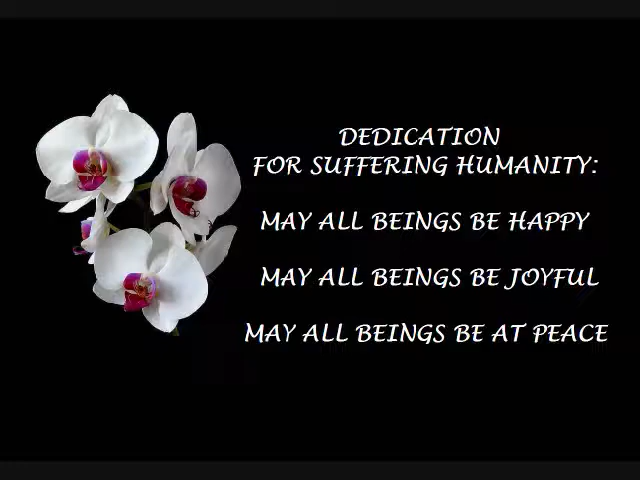 DEDICATION
FOR SUFFERING HUMANITY:
MAY ALL BEINGS BE HAPPY
MAY ALL BEINGS BE JOYFUL
MAY ALL BEINGS BE AT PEACE